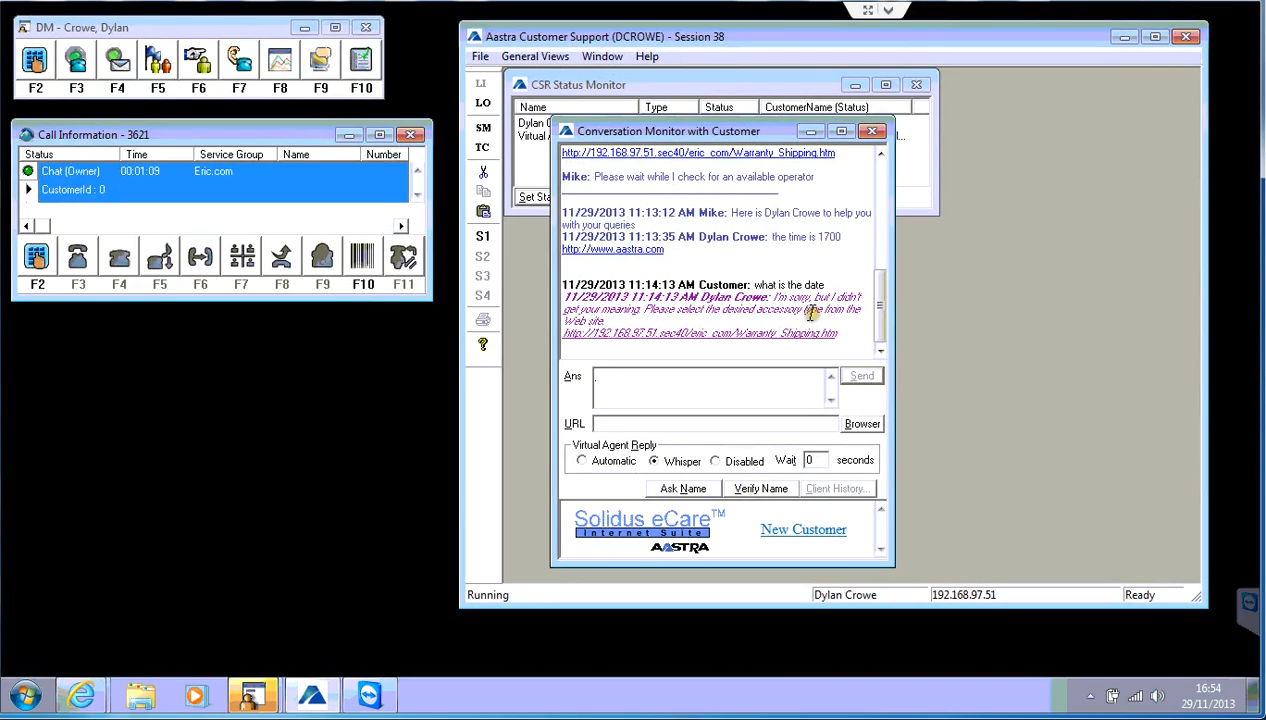 DM - Crowe, Dylan
F2 F3 F4 F5 F6 F7 F8 F9 F10
Call Information - 3621
Status Time Service Group Name Number
Chat (Owner) 00:01:09 Eric.com
CustomerId : 0
F2 F3 F4 F5 F6 F7 F8 F9 F10 F11
Aastra Customer Support (DCROWE) - Session 38
File General Views Window Help
LI
LO
SM
TC
S1
S2
S3
S4
CSR Status Monitor
Name Type Status CustomerName (Status)
Dylan
Virtual
Set Sta
Conversation Monitor with Customer
http://192.168.97.51.sec40/eric_com/Warranty_Shipping.htm
Mike: Please wait while I check for an available operator
11/29/2013 11:13:12 AM Mike: Here is Dylan Crowe to help you
with your queries
11/29/2013 11:13:35 AM Dylan Crowe: the time is 1700
http://www.aastra.com
11/29/2013 11:14:13 AM Customer: what is the date
11/29/2013 11:14:13 AM Dylan Crowe: I'm sorry, but I didn't
get your meaning. Please select the desired accessory type from the
Web site.
http://192.168.97.51.sec40/eric_com/Warranty_Shipping.htm
Ans . Send
URL Browser
Virtual Agent Reply
Automatic Whisper Disabled Wait 0 seconds
Ask Name Verify Name Client History...
Solidus eCare™
Internet Suite
AASTRA
New Customer
Running Dylan Crowe 192.168.97.51 Ready
16:54
29/11/2013